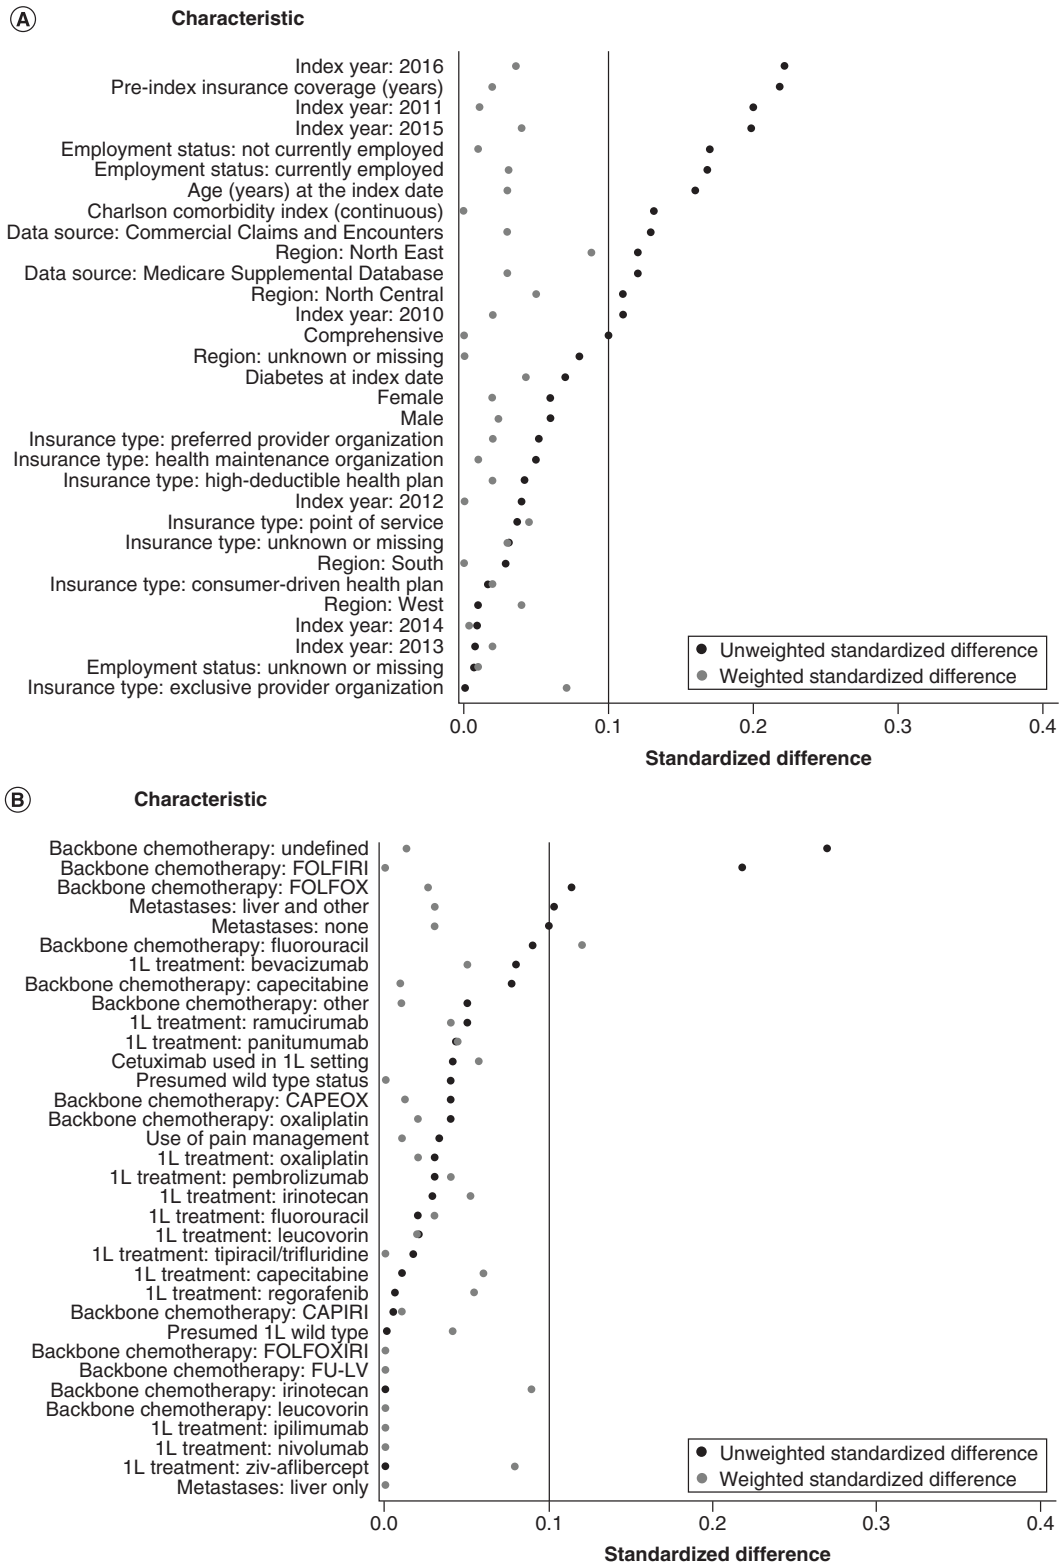 A
Characteristic
Index year: 2016
Pre-index insurance coverage (years)
Index year: 2011
Index year: 2015
Employment status: not currently employed
Employment status: currently employed
Age (years) at the index date
Charlson comorbidity index (continuous)
Data source: Commercial Claims and Encounters
Region: North East
Data source: Medicare Supplemental Database
Region: North Central
Index year: 2010
Comprehensive
Region: unknown or missing
Diabetes at index date
Female
Male
Insurance type: preferred provider organization
Insurance type: health maintenance organization
Insurance type: high-deductible health plan
Index year: 2012
Insurance type: point of service
Insurance type: unknown or missing
Region: South
Insurance type: consumer-driven health plan
Region: West
Index year: 2014
Index year: 2013
Employment status: unknown or missing
Insurance type: exclusive provider organization
Unweighted standardized difference
Weighted standardized difference
0.0 0.1 0.2 0.3 0.4
Standardized difference
B
Characteristic
Backbone chemotherapy: undefined
Backbone chemotherapy: FOLFIRI
Backbone chemotherapy: FOLFOX
Metastases: liver and other
Metastases: none
Backbone chemotherapy: fluorouracil
1L treatment: bevacizumab
Backbone chemotherapy: capecitabine
Backbone chemotherapy: other
1L treatment: ramucirumab
1L treatment: panitumumab
Cetuximab used in 1L setting
Presumed wild type status
Backbone chemotherapy: CAPEOX
Backbone chemotherapy: oxaliplatin
Use of pain management
1L treatment: oxaliplatin
1L treatment: pembrolizumab
1L treatment: irinotecan
1L treatment: fluorouracil
1L treatment: leucovorin
1L treatment: tipiracil/trifluridine
1L treatment: capecitabine
1L treatment: regorafenib
Backbone chemotherapy: CAPIRI
Presumed 1L wild type
Backbone chemotherapy: FOLFOXIRI
Backbone chemotherapy: FU-LV
Backbone chemotherapy: irinotecan
Backbone chemotherapy: leucovorin
1L treatment: ipilimumab
1L treatment: nivolumab
1L treatment: ziv-aflibercept
Metastases: liver only
Unweighted standardized difference
Weighted standardized difference
0.0 0.1 0.2 0.3 0.4
Standardized difference